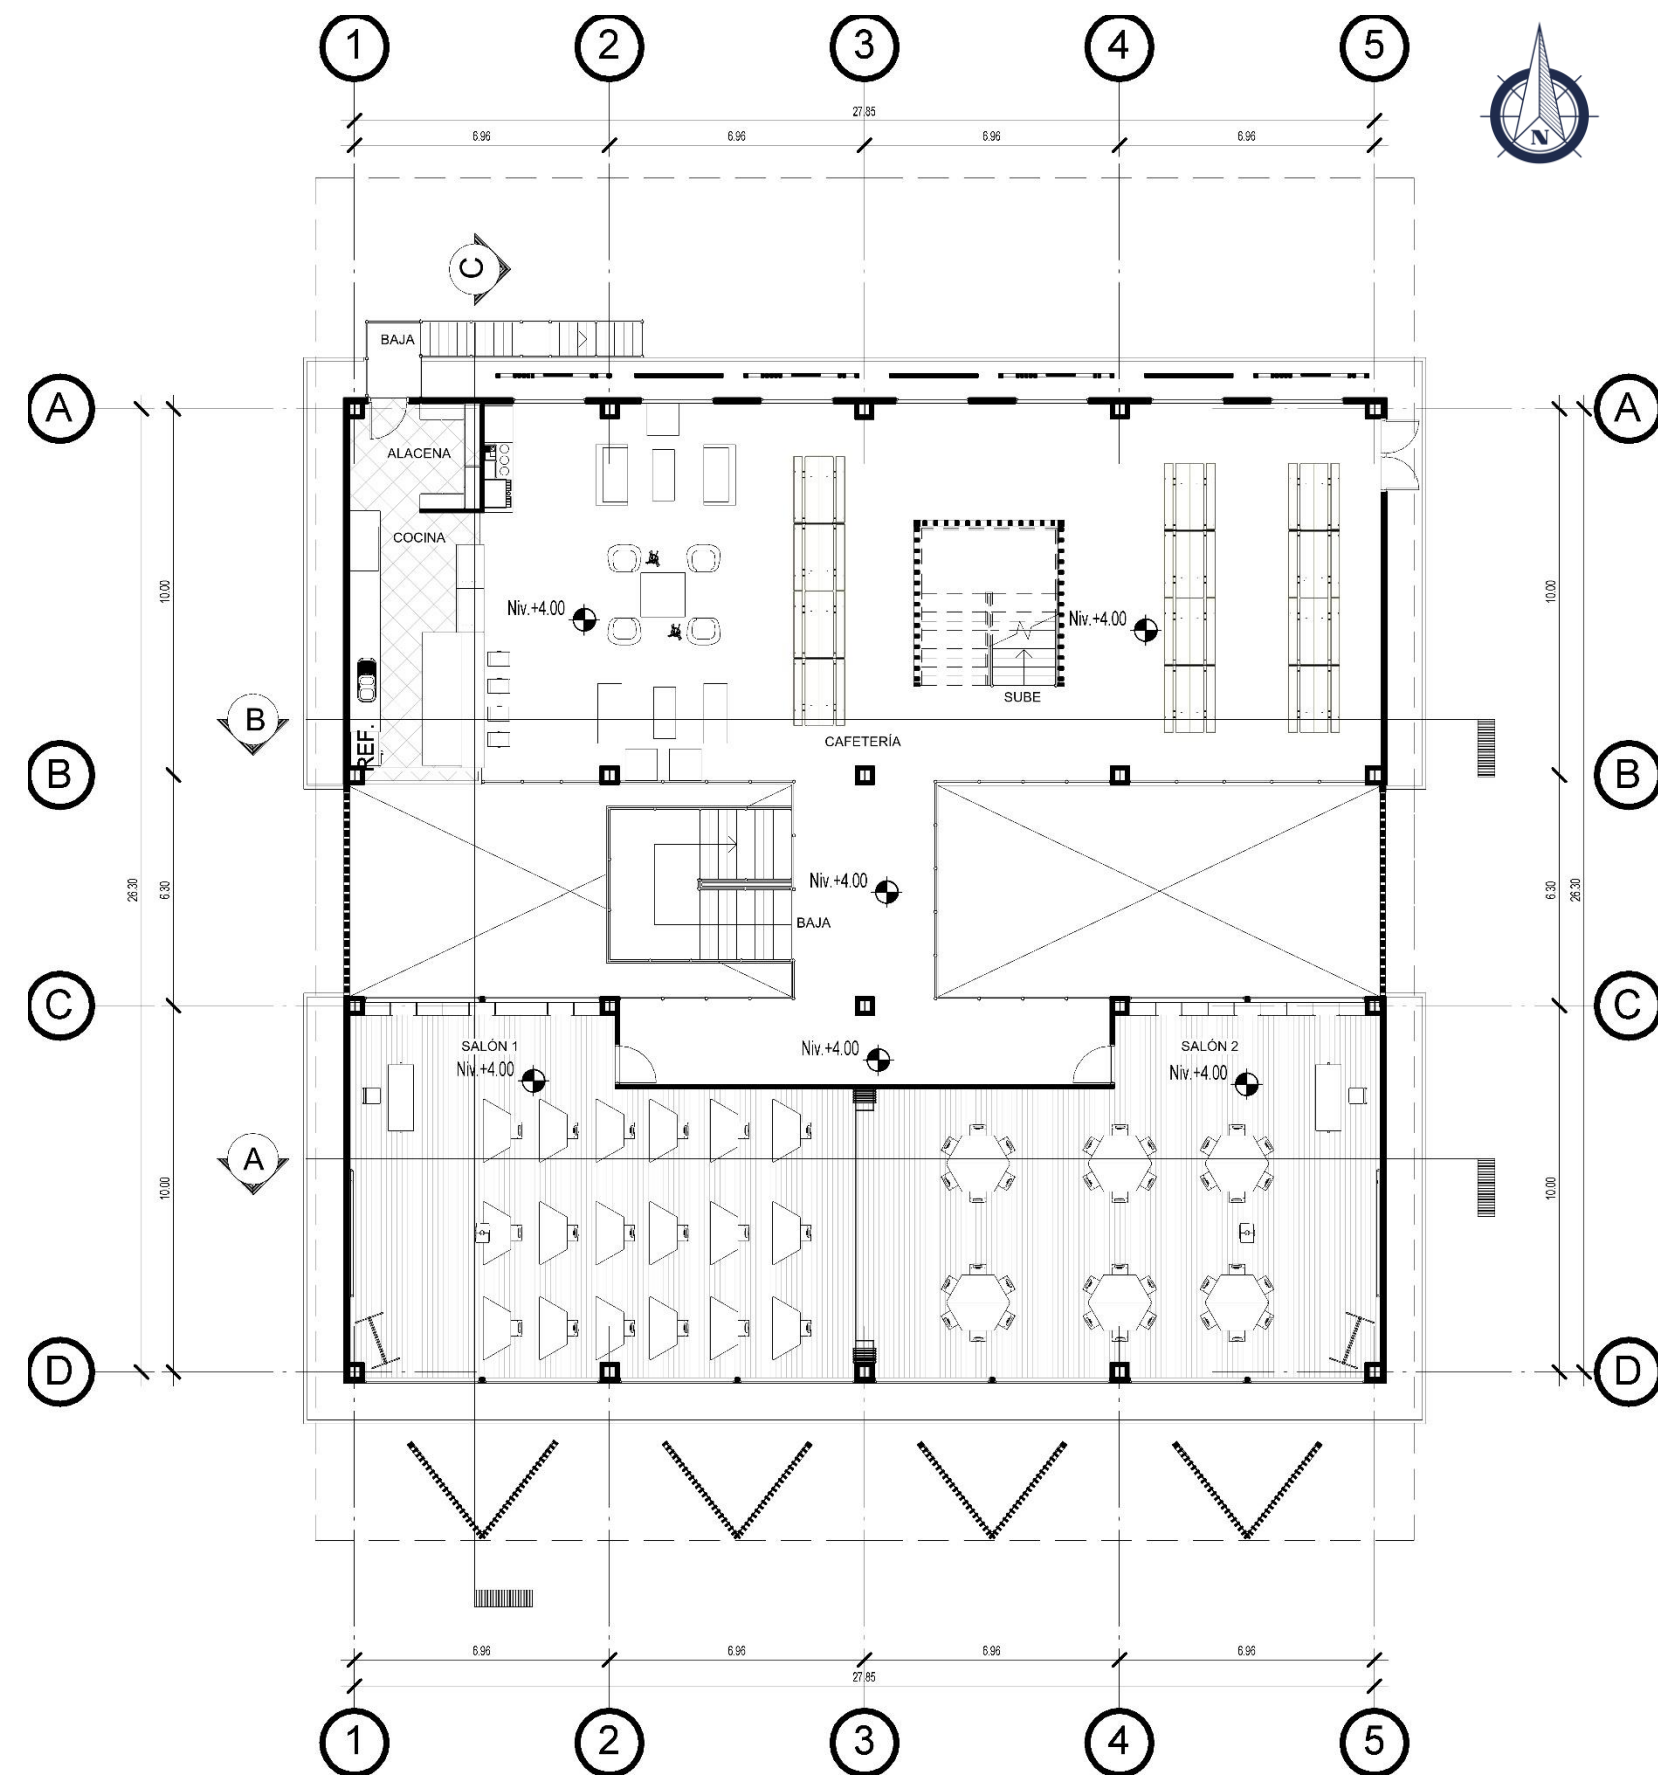 1 2 3 4 5
N
27.85
6.96 6.96 6.96 6.96
C
BAJA
A A
ALACENA
COCINA
10.00 10.00
Niv.+4.00 Niv.+4.00
SUBE
B
REF.
CAFETERÍA
B B
Niv.+4.00
26.30 6.30 6.30 26.30
BAJA
C C
SALÓN 1 SALÓN 2
Niv.+4.00 Niv.+4.00 Niv.+4.00
A
10.00 10.00
D D
6.96 6.96 6.96 6.96
27.85
1 2 3 4 5